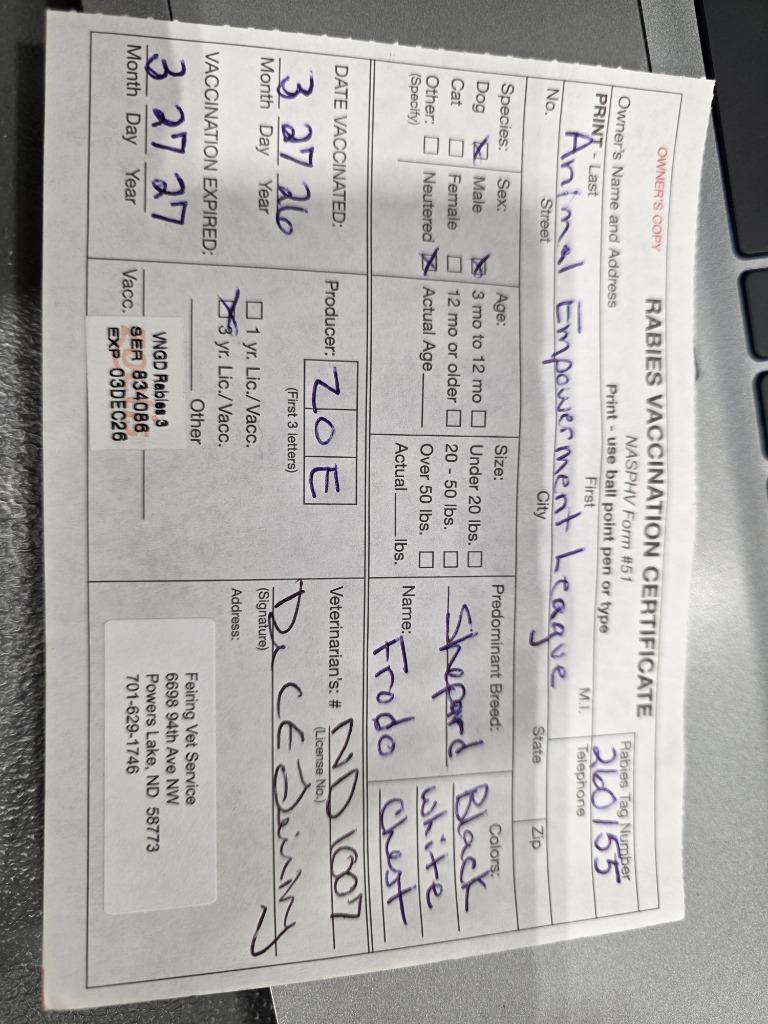 OWNER'S COPY
RABIES VACCINATION CERTIFICATE
NASPHV Form #51
Rabies Tag Number
260155
Owner's Name and Address
Print - use ball point pen or type
PRINT - Last
First
M.I.
Telephone
Animal Empowerment League
No.
Street
City
State
Zip
Species:
Dog ☒
Cat ☐
Other: ☐
(Specify)
Sex:
Male ☒
Female ☐
Neutered ☒
Age:
3 mo to 12 mo ☐
12 mo or older ☐
Actual Age
Size:
Under 20 lbs. ☐
20 - 50 lbs. ☐
Over 50 lbs. ☐
Actual lbs.
Predominant Breed:
Shepard
Name:
Frodo
Colors:
Black
white
Chest
DATE VACCINATED:
3 27 26
Month Day Year
VACCINATION EXPIRED:
3 27 27
Month Day Year
Producer: ZOE
(First 3 letters)
☐ 1 yr. Lic./Vacc.
☒ 3 yr. Lic./Vacc.
Other
Vacc.
VNGD Rabies 3
SER 834086
EXP 03DEC26
Veterinarian's: # ND 1007
(License No.)
Dr CE Feiring
(Signature)
Address:
Feiring Vet Service
6698 94th Ave NW
Powers Lake, ND 58773
701-629-1746